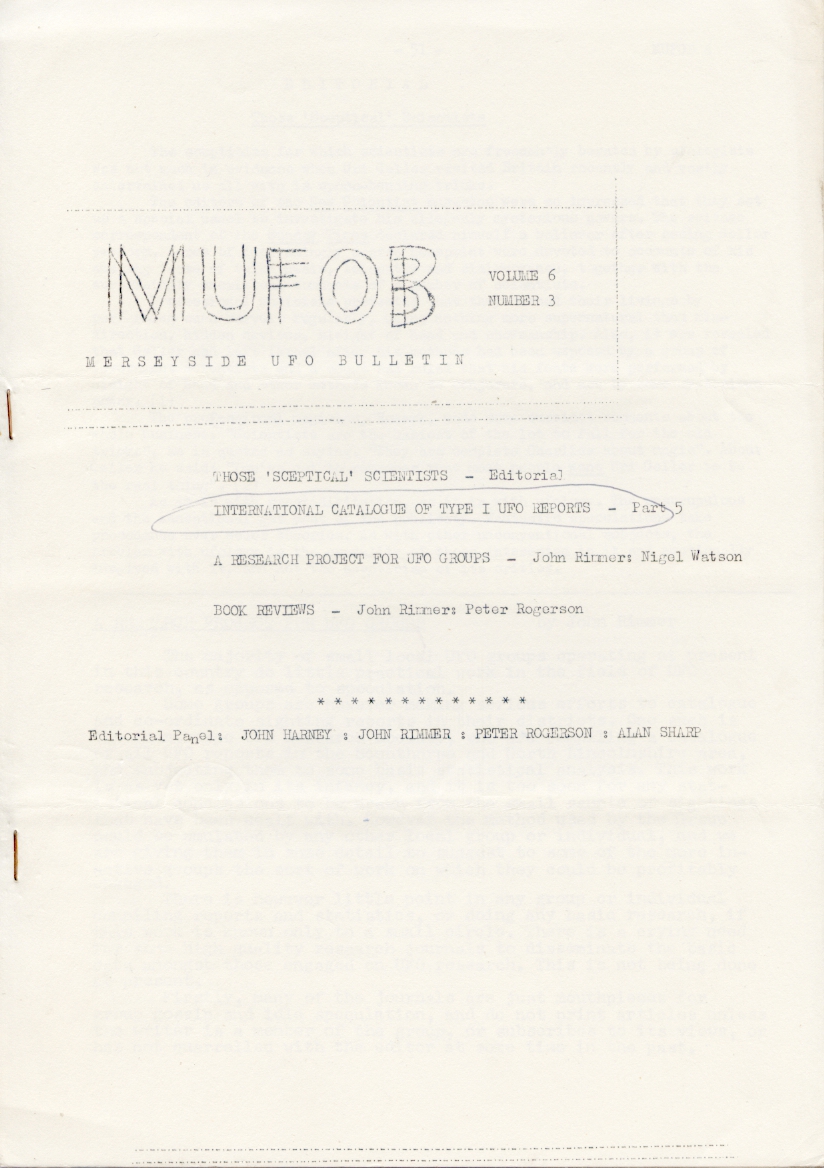 MUFOB
VOLUME 6
NUMBER 3
MERSEYSIDE UFO BULLETIN
THOSE 'SCEPTICAL' SCIENTISTS - Editorial
INTERNATIONAL CATALOGUE OF TYPE I UFO REPORTS - Part 5
A RESEARCH PROJECT FOR UFO GROUPS - John Rimmer: Nigel Watson
BOOK REVIEWS - John Rimmer: Peter Rogerson
* * * * * * * * * * * * *
Editorial Panel: JOHN HARNEY : JOHN RIMMER : PETER ROGERSON : ALAN SHARP